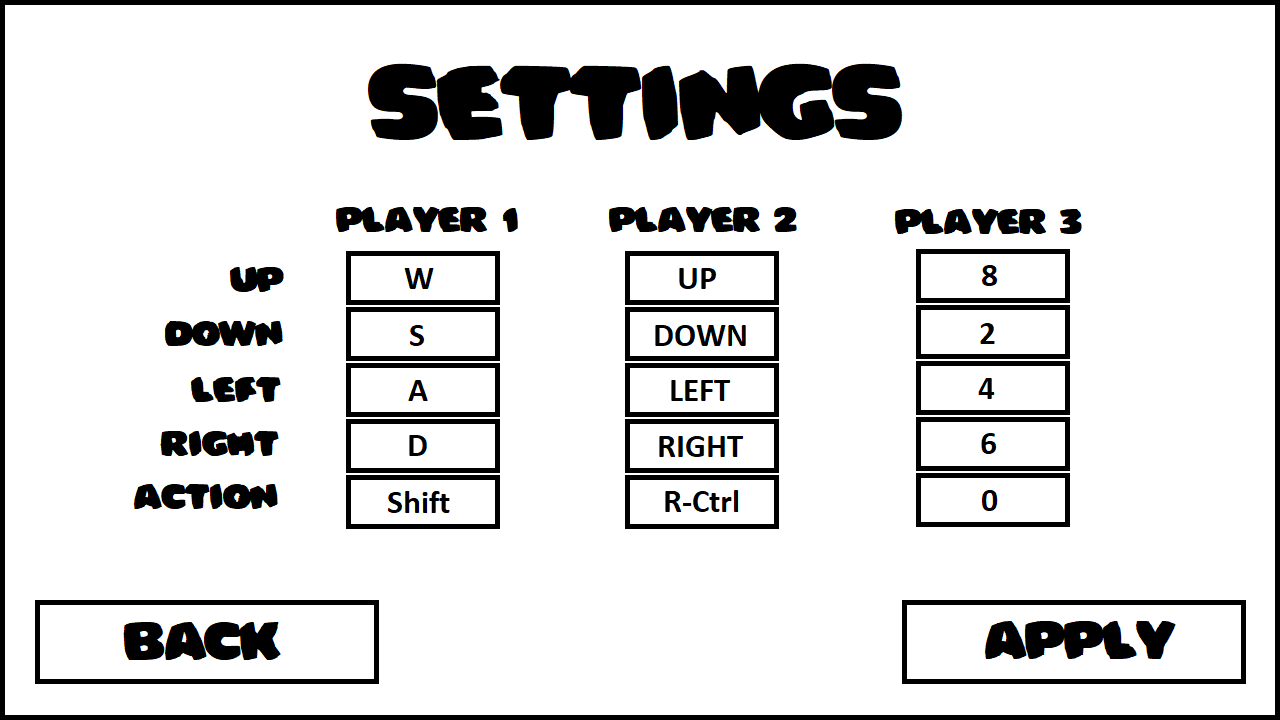 SETTINGS
PLAYER 1 PLAYER 2 PLAYER 3
UP W UP 8
DOWN S DOWN 2
LEFT A LEFT 4
RIGHT D RIGHT 6
ACTION Shift R-Ctrl 0
BACK APPLY